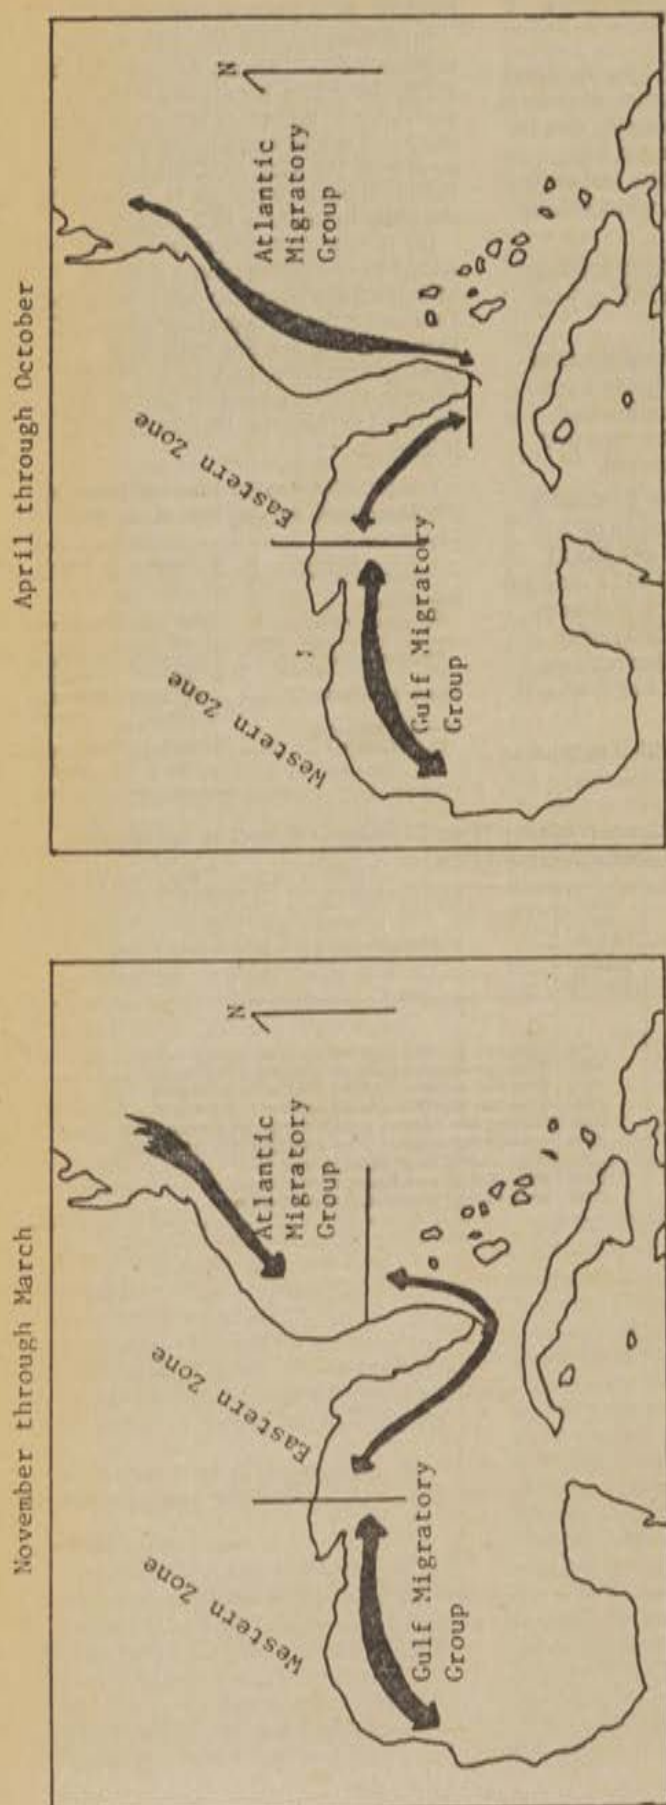 November through March
N
Atlantic
Migratory
Group
Eastern Zone
Western Zone
Gulf Migratory
Group
April through October
N
Atlantic
Migratory
Group
Eastern Zone
Western Zone
Gulf Migratory
Group